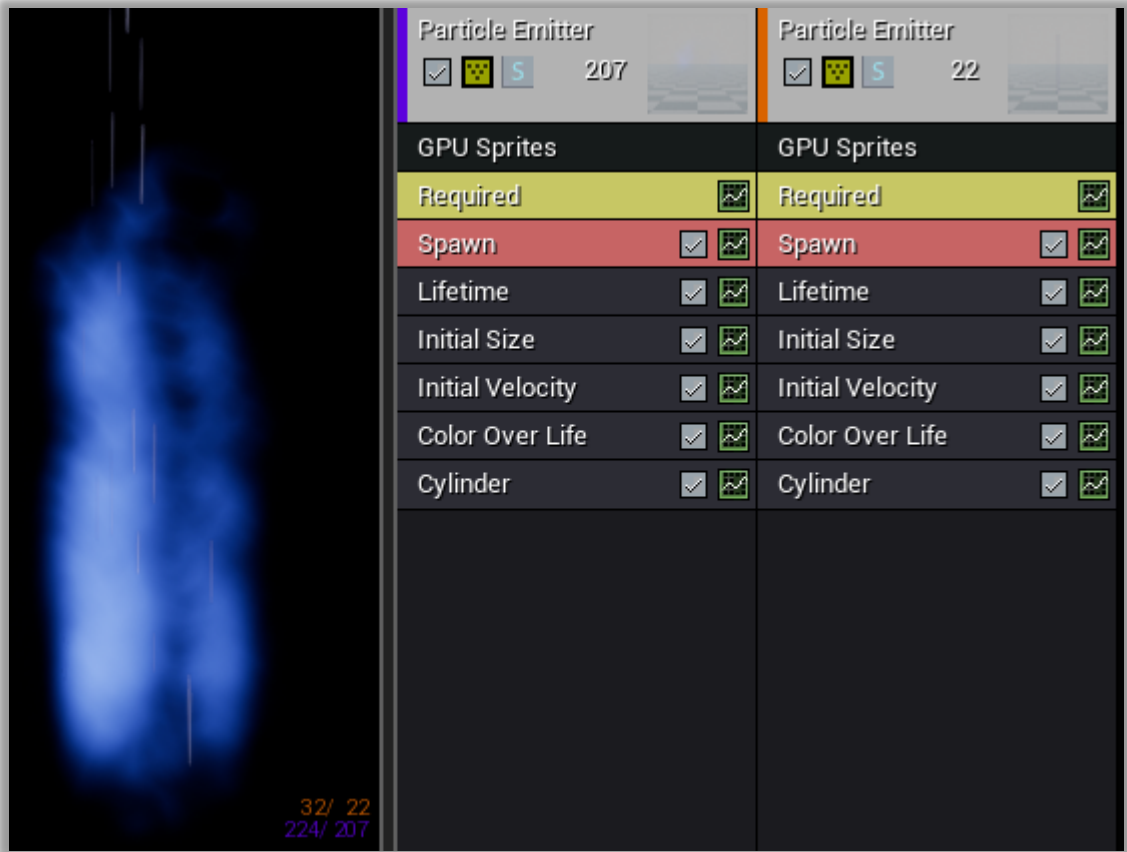 Particle Emitter
S 207
GPU Sprites
Required
Spawn
Lifetime
Initial Size
Initial Velocity
Color Over Life
Cylinder
Particle Emitter
S 22
GPU Sprites
Required
Spawn
Lifetime
Initial Size
Initial Velocity
Color Over Life
Cylinder
32/ 22
224/ 207